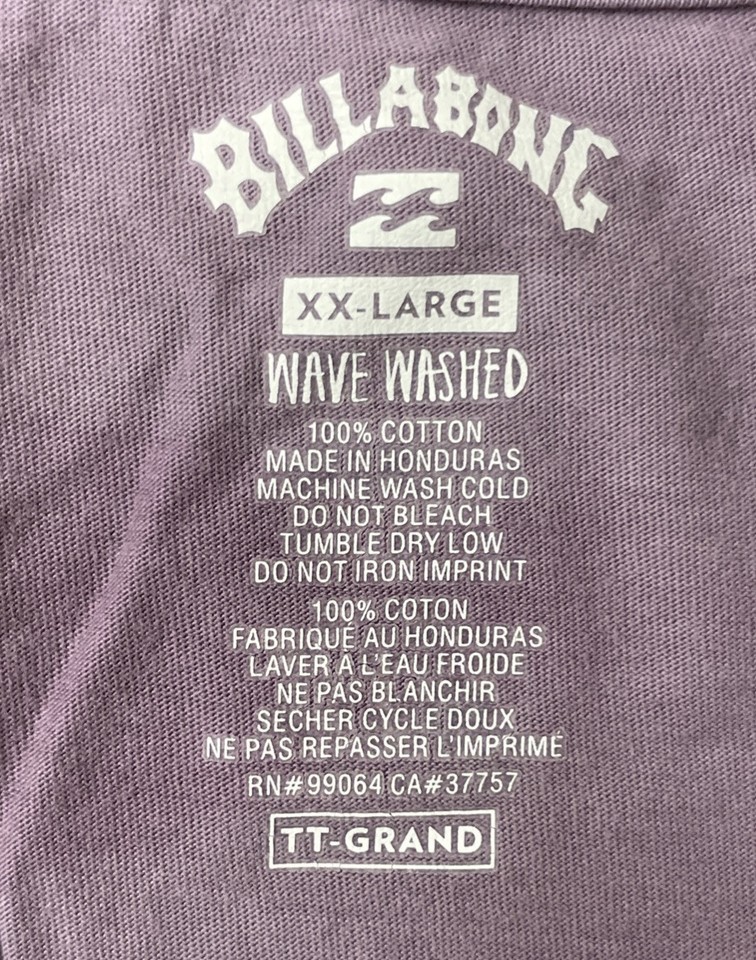 BILLABONG
XX-LARGE
WAVE WASHED
100% COTTON
MADE IN HONDURAS
MACHINE WASH COLD
DO NOT BLEACH
TUMBLE DRY LOW
DO NOT IRON IMPRINT
100% COTON
FABRIQUÉ AU HONDURAS
LAVER À L'EAU FROIDE
NE PAS BLANCHIR
SÉCHER CYCLE DOUX
NE PAS REPASSER L'IMPRIMÉ
RN#99064 CA#37757
TT-GRAND